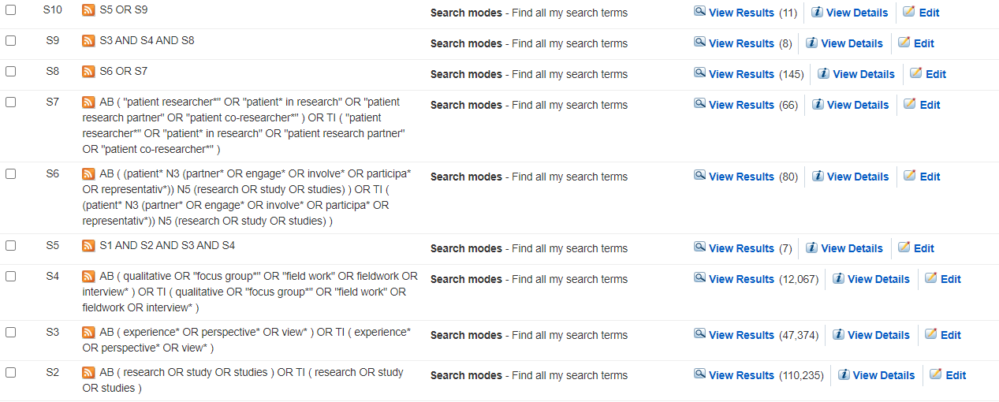 S10 S5 OR S9 Search modes - Find all my search terms View Results (11) View Details Edit
S9 S3 AND S4 AND S8 Search modes - Find all my search terms View Results (8) View Details Edit
S8 S6 OR S7 Search modes - Find all my search terms View Results (145) View Details Edit
S7 AB ( "patient researcher*" OR "patient* in research" OR "patient Search modes - Find all my search terms View Results (66) View Details Edit
research partner" OR "patient co-researcher*" ) OR TI ( "patient
researcher*" OR "patient* in research" OR "patient research partner"
OR "patient co-researcher*" )
S6 AB ( (patient* N3 (partner* OR engage* OR involve* OR participa* Search modes - Find all my search terms View Results (80) View Details Edit
OR representativ*)) N5 (research OR study OR studies) ) OR TI (
(patient* N3 (partner* OR engage* OR involve* OR participa* OR
representativ*)) N5 (research OR study OR studies) )
S5 S1 AND S2 AND S3 AND S4 Search modes - Find all my search terms View Results (7) View Details Edit
S4 AB ( qualitative OR "focus group*" OR "field work" OR fieldwork OR Search modes - Find all my search terms View Results (12,067) View Details Edit
interview* ) OR TI ( qualitative OR "focus group*" OR "field work" OR
fieldwork OR interview* )
S3 AB ( experience* OR perspective* OR view* ) OR TI ( experience* Search modes - Find all my search terms View Results (47,374) View Details Edit
OR perspective* OR view* )
S2 AB ( research OR study OR studies ) OR TI ( research OR study Search modes - Find all my search terms View Results (110,235) View Details Edit
OR studies )